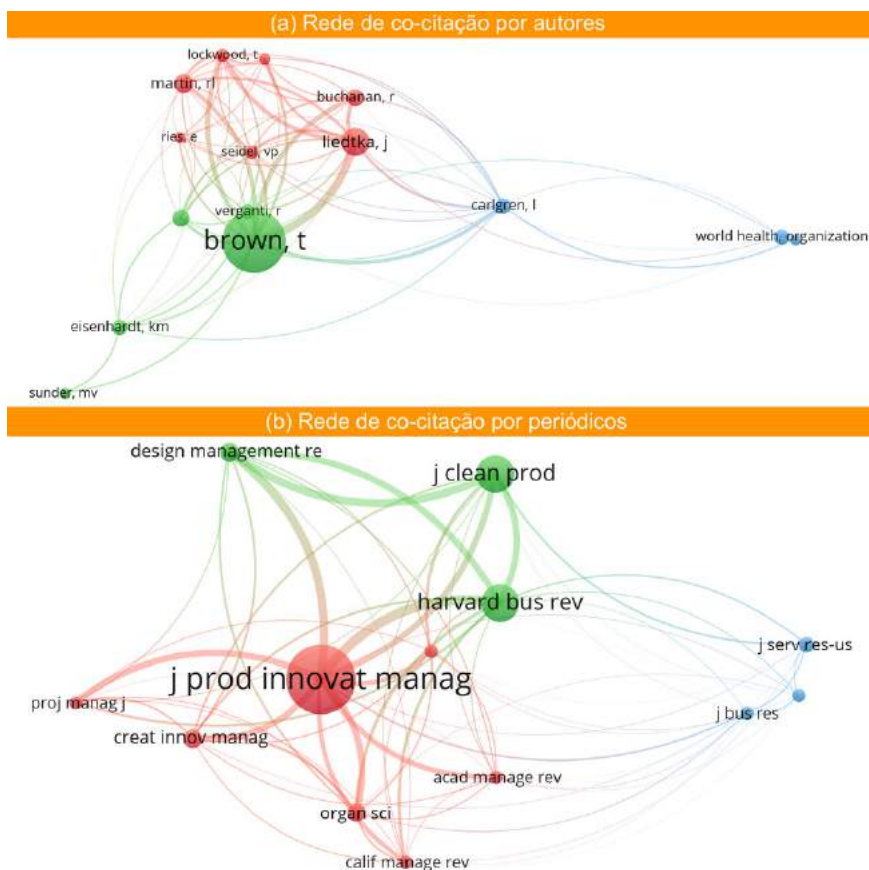 (a) Rede de co-citação por autores
lockwood, t
martin, rl
buchanan, r
ries, e
liedtka, j
seidel, vp
carlgren, l
verganti, r
brown, t
world health, organization
eisenhardt, km
sunder, mv
(b) Rede de co-citação por periódicos
design management re
j clean prod
harvard bus rev
j serv res-us
j prod innovat manag
proj manag j
j bus res
creat innov manag
acad manage rev
organ sci
calif manage rev